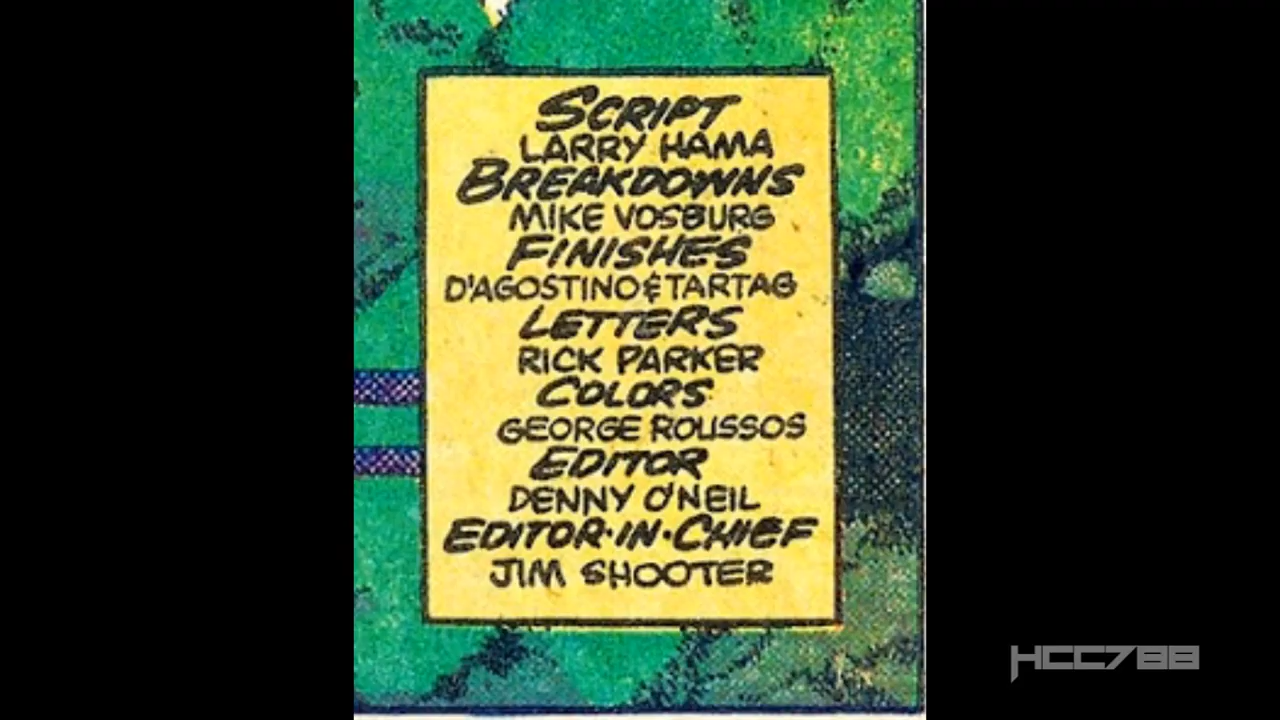 SCRIPT
LARRY HAMA
BREAKDOWNS
MIKE VOSBURG
FINISHES
D'AGOSTINO & TARTAG
LETTERS
RICK PARKER
COLORS
GEORGE ROUSSOS
EDITOR
DENNY O'NEIL
EDITOR·IN·CHIEF
JIM SHOOTER
HCC788